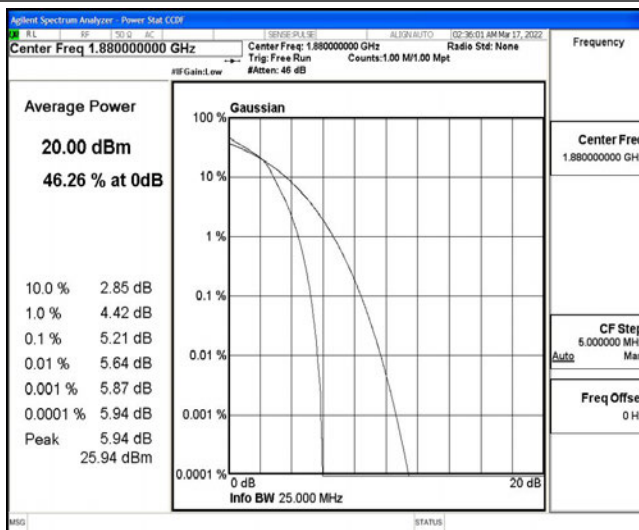 Agilent Spectrum Analyzer - Power Stat CCDF
RL RF 50 Ω AC SENSE:PULSE ALIGN AUTO 02:36:01 AM Mar 17, 2022
Center Freq 1.880000000 GHz
Center Freq: 1.880000000 GHz Radio Std: None
Trig: Free Run Counts:1.00 M/1.00 Mpt
#IFGain:Low #Atten: 46 dB
Frequency
Average Power
20.00 dBm
46.26 % at 0dB
10.0 % 2.85 dB
1.0 % 4.42 dB
0.1 % 5.21 dB
0.01 % 5.64 dB
0.001 % 5.87 dB
0.0001 % 5.94 dB
Peak 5.94 dB
25.94 dBm
Gaussian
100 %
10 %
1 %
0.1 %
0.01 %
0.001 %
0.0001 %
0 dB 20 dB
Info BW 25.000 MHz
Center Freq
1.880000000 GH
CF Step
5.000000 MH
Auto Ma
Freq Offse
0 H
MSG STATUS